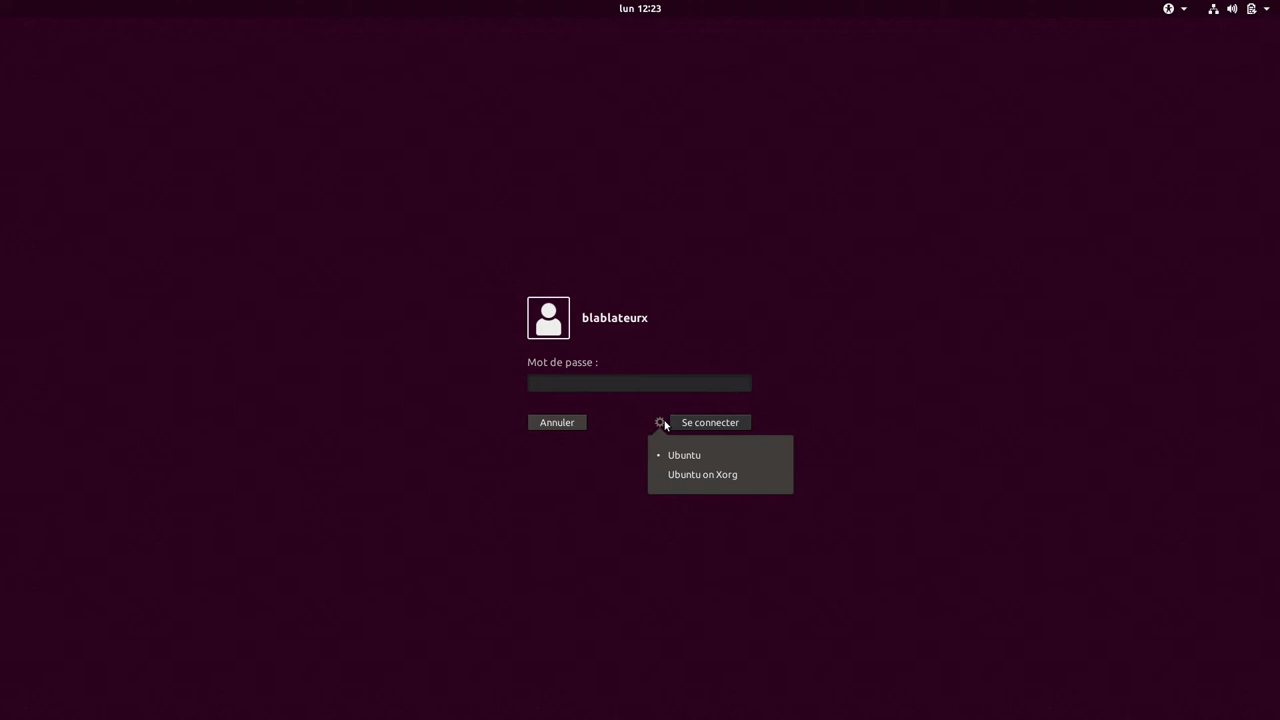 lun 12:23
blablateurx
Mot de passe :
Annuler
Se connecter
Ubuntu
Ubuntu on Xorg